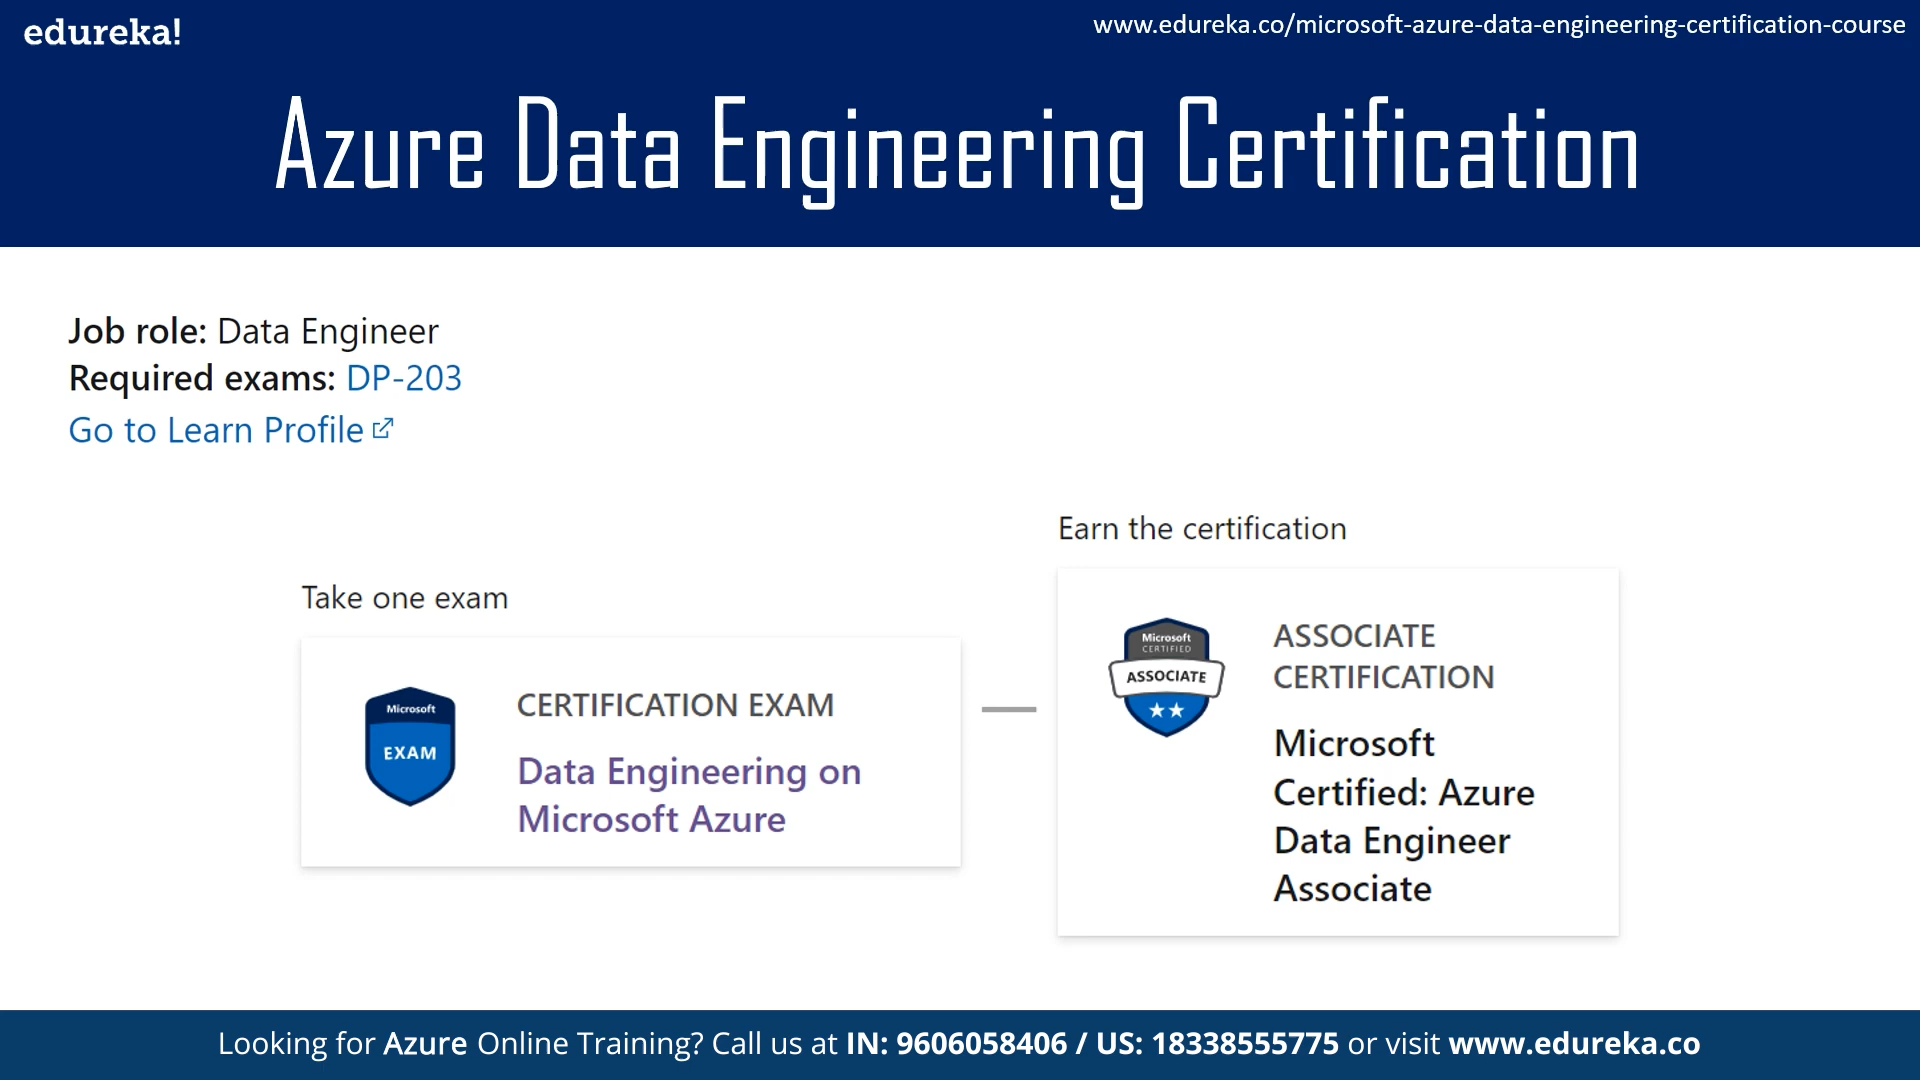 edureka!
www.edureka.co/microsoft-azure-data-engineering-certification-course
Azure Data Engineering Certification
Job role: Data Engineer
Required exams: DP-203
Go to Learn Profile
Earn the certification
Take one exam
Microsoft
EXAM
CERTIFICATION EXAM
Data Engineering on
Microsoft Azure
Microsoft
CERTIFIED
ASSOCIATE
ASSOCIATE
CERTIFICATION
Microsoft
Certified: Azure
Data Engineer
Associate
Looking for Azure Online Training? Call us at IN: 9606058406 / US: 18338555775 or visit www.edureka.co